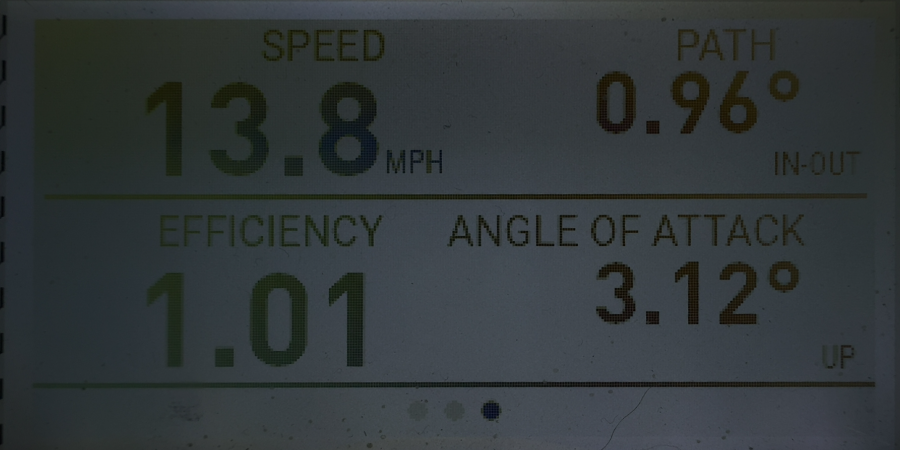 SPEED
13.8 MPH
PATH
0.96°
IN-OUT
EFFICIENCY
1.01
ANGLE OF ATTACK
3.12°
UP